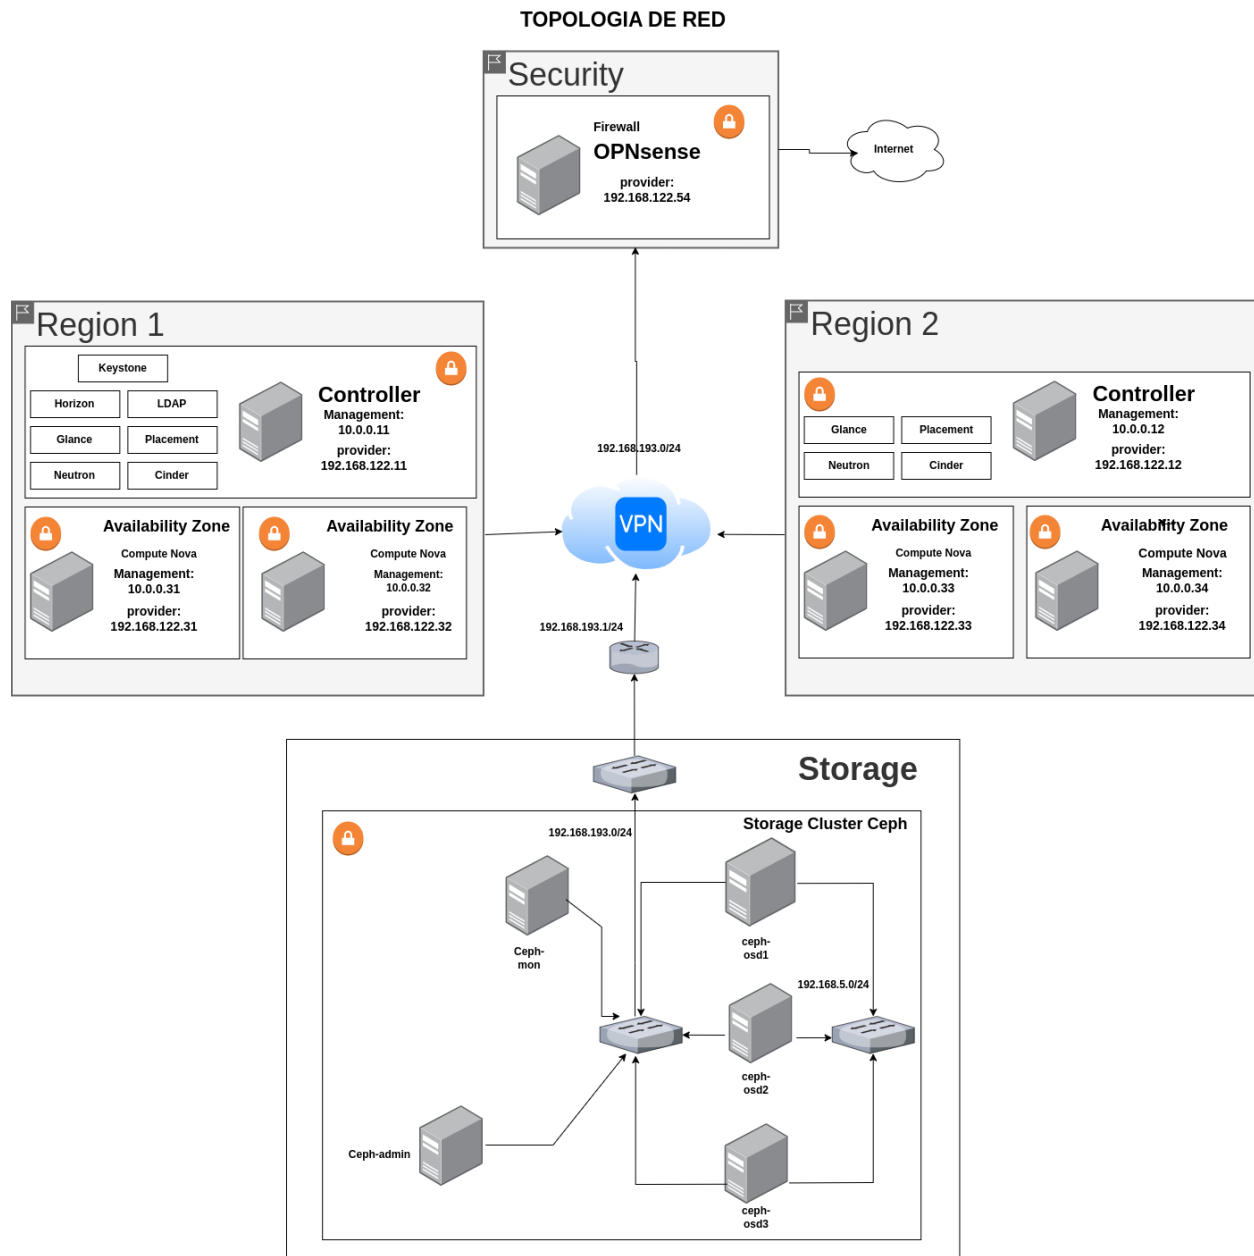 TOPOLOGIA DE RED
Security
Firewall
OPNsense
provider:
192.168.122.54
Internet
Region 1
Keystone
Horizon
LDAP
Glance
Placement
Neutron
Cinder
Controller
Management:
10.0.0.11
provider:
192.168.122.11
Availability Zone
Compute Nova
Management:
10.0.0.31
provider:
192.168.122.31
Availability Zone
Compute Nova
Management:
10.0.0.32
provider:
192.168.122.32
192.168.193.0/24
VPN
192.168.193.1/24
Region 2
Glance
Placement
Neutron
Cinder
Controller
Management:
10.0.0.12
provider:
192.168.122.12
Availability Zone
Compute Nova
Management:
10.0.0.33
provider:
192.168.122.33
Availability Zone
Compute Nova
Management:
10.0.0.34
provider:
192.168.122.34
Storage
Storage Cluster Ceph
192.168.193.0/24
Ceph-
mon
ceph-
osd1
192.168.5.0/24
ceph-
osd2
Ceph-admin
ceph-
osd3